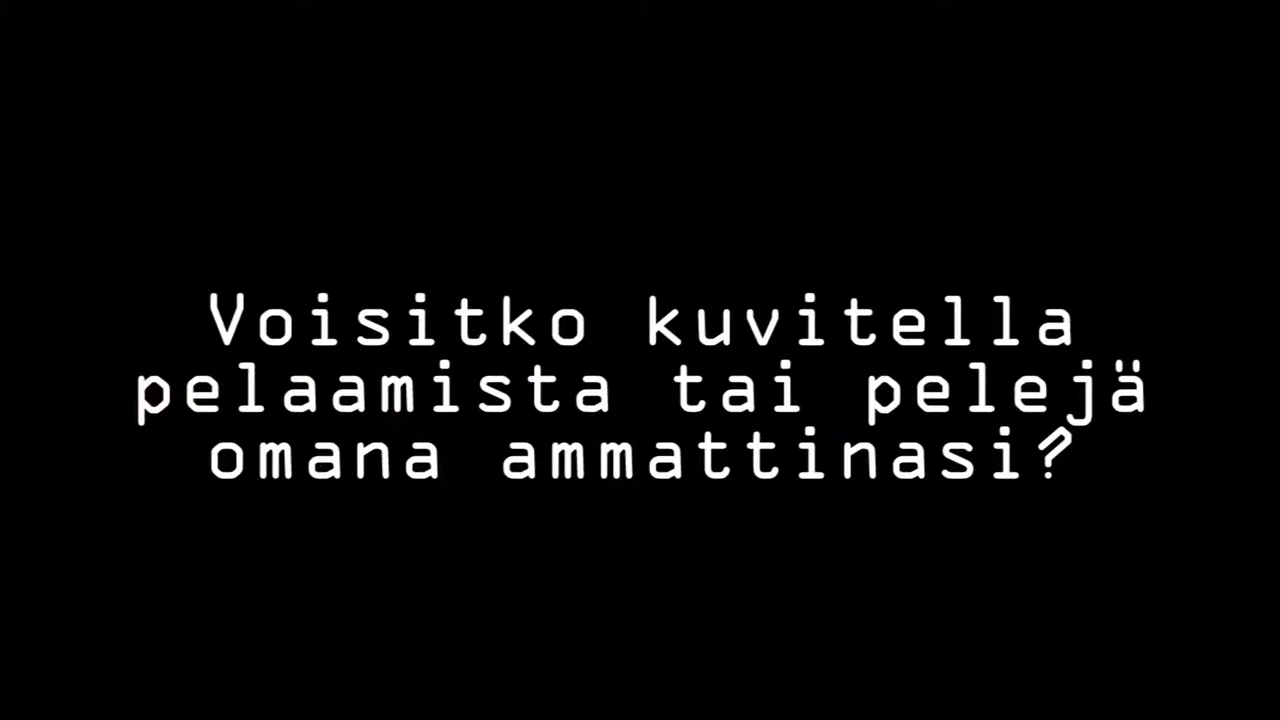 Voisitko kuvitella
pelaamista tai pelejä
omana ammattinasi?